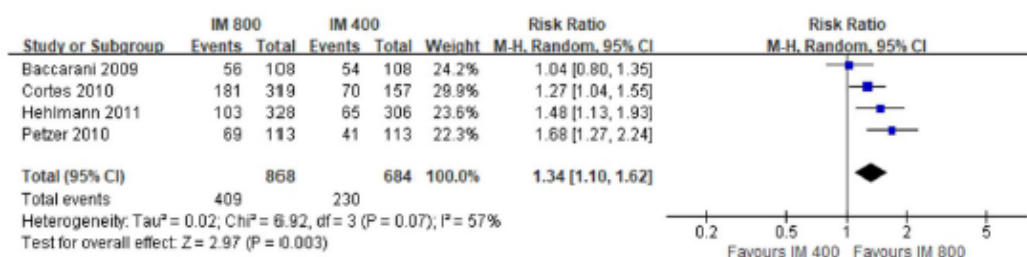 IM 800 IM 400 Risk Ratio Risk Ratio
Study or Subgroup Events Total Events Total Weight M-H, Random, 95% CI M-H, Random, 95% CI
Baccarani 2009 56 108 54 108 24.2% 1.04 [0.80, 1.35]
Cortes 2010 181 319 70 157 29.9% 1.27 [1.04, 1.55]
Hehlmann 2011 103 328 65 306 23.6% 1.48 [1.13, 1.93]
Petzer 2010 69 113 41 113 22.3% 1.68 [1.27, 2.24]
Total (95% CI) 868 684 100.0% 1.34 [1.10, 1.62]
Total events 409 230
Heterogeneity: Tau² = 0.02; Chi² = 6.92, df = 3 (P = 0.07); I² = 57%
Test for overall effect: Z = 2.97 (P = 0.003)
0.2 0.5 1 2 5
Favours IM 400 Favours IM 800